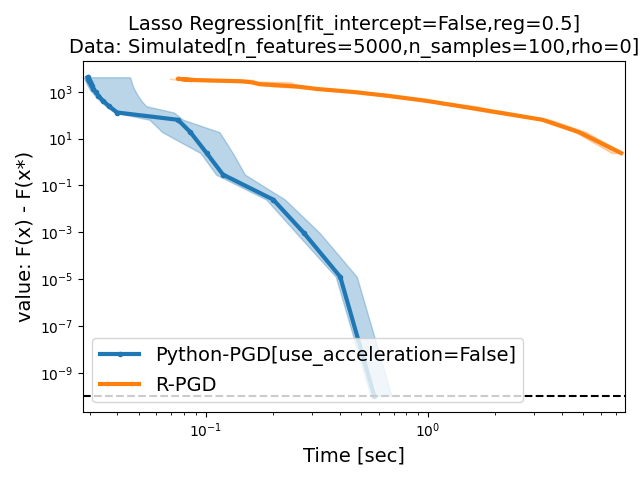 Lasso Regression[fit_intercept=False,reg=0.5]
Data: Simulated[n_features=5000,n_samples=100,rho=0]
value: F(x) - F(x*)
10³
10¹
10⁻¹
10⁻³
10⁻⁵
10⁻⁷
10⁻⁹
Python-PGD[use_acceleration=False]
R-PGD
10⁻¹
10⁰
Time [sec]